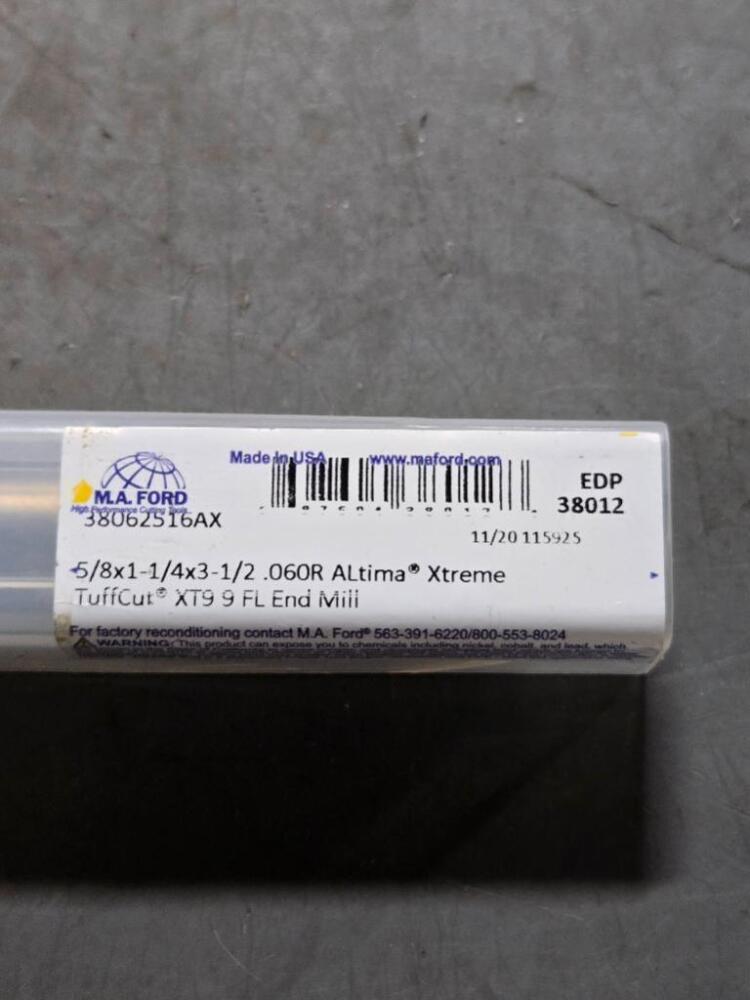 Made In USA
www.maford.com
M.A. FORD
High Performance Cutting Tools
38062516AX
EDP
38012
11/20 115925
5/8x1-1/4x3-1/2 .060R ALtima® Xtreme
TuffCut® XT9 9 FL End Mill
For factory reconditioning contact M.A. Ford® 563-391-6220/800-553-8024
WARNING: This product can expose you to chemicals including nickel, cobalt, and lead, which